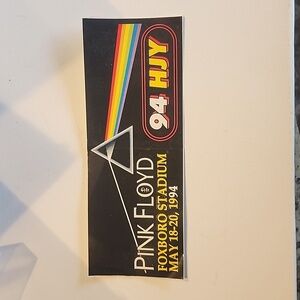 94 HJY
PINK FLOYD
FOXBORO STADIUM
MAY 18-20, 1994